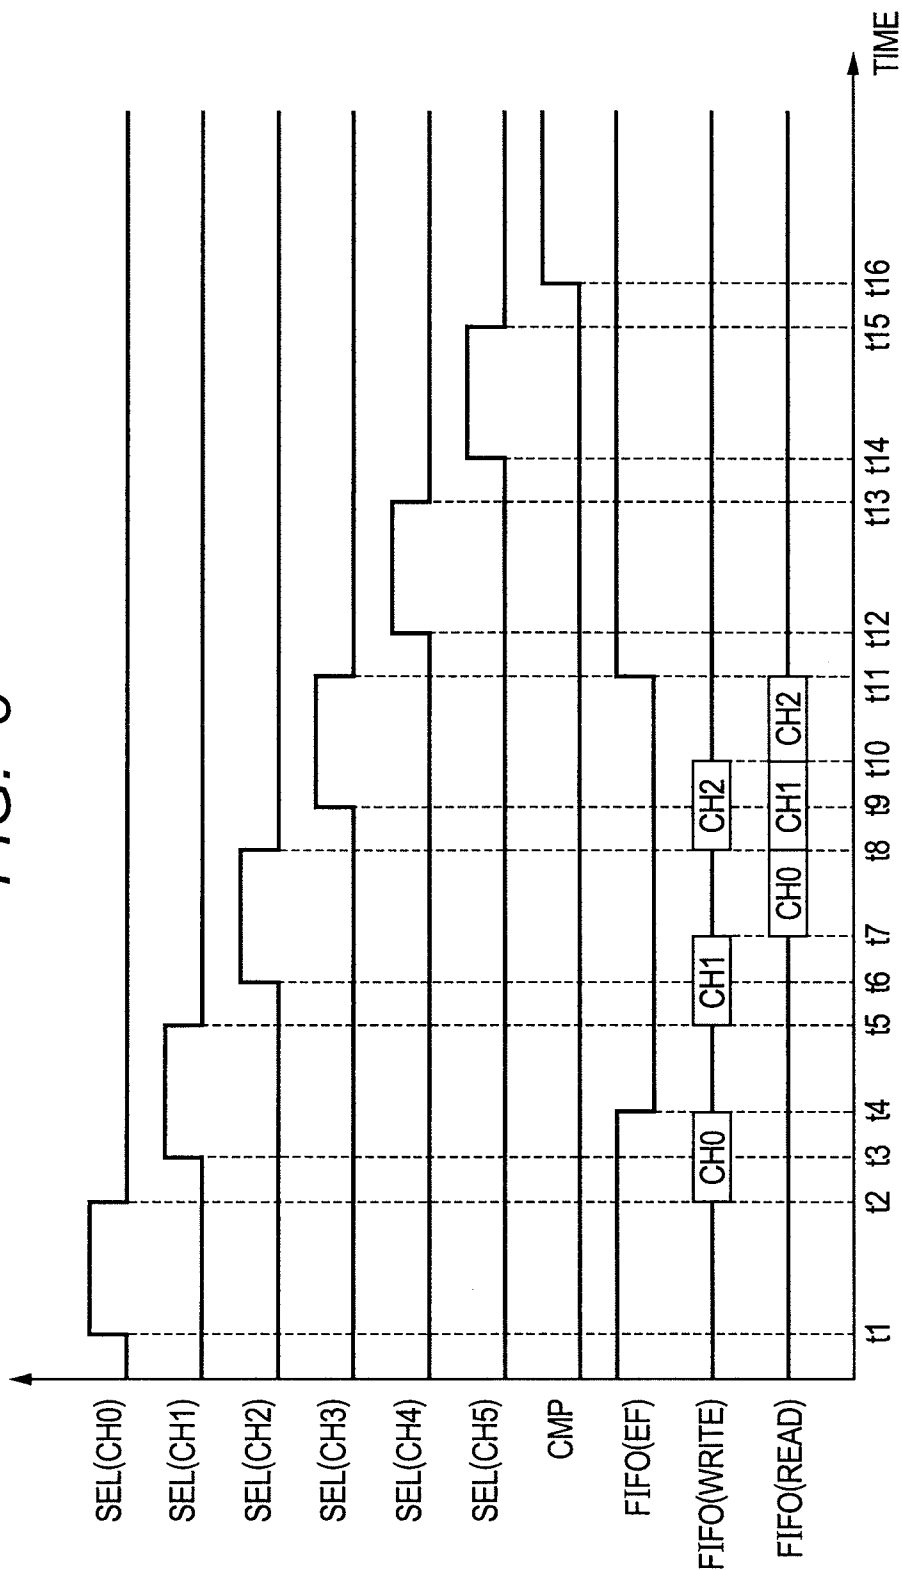 SEL(CH0)
SEL(CH1)
SEL(CH2)
SEL(CH3)
SEL(CH4)
SEL(CH5)
CMP
FIFO(EF)
FIFO(WRITE)
CH0
CH1
CH2
FIFO(READ)
CH0
CH1
CH2
t1
t2
t3
t4
t5
t6
t7
t8
t9
t10
t11
t12
t13
t14
t15
t16
TIME